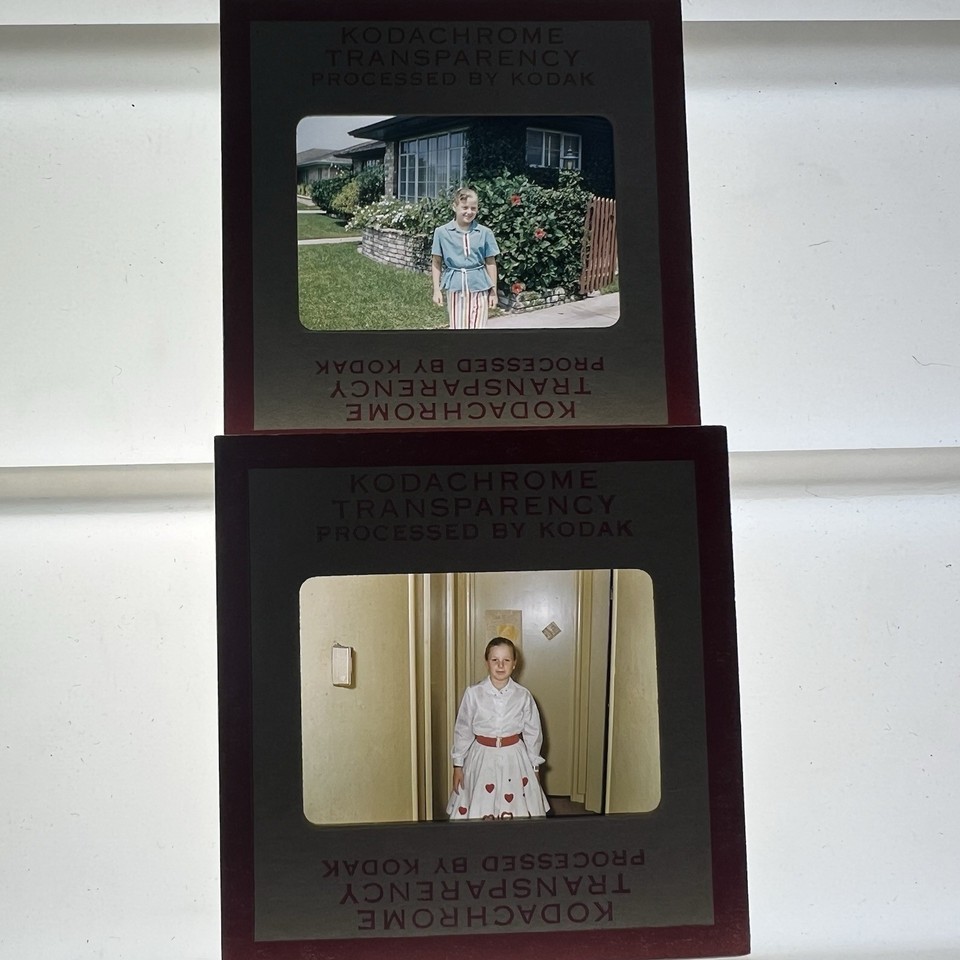 KODACHROME
TRANSPARENCY
PROCESSED BY KODAK
PROCESSED BY KODAK
TRANSPARENCY
KODACHROME
KODACHROME
TRANSPARENCY
PROCESSED BY KODAK
PROCESSED BY KODAK
TRANSPARENCY
KODACHROME